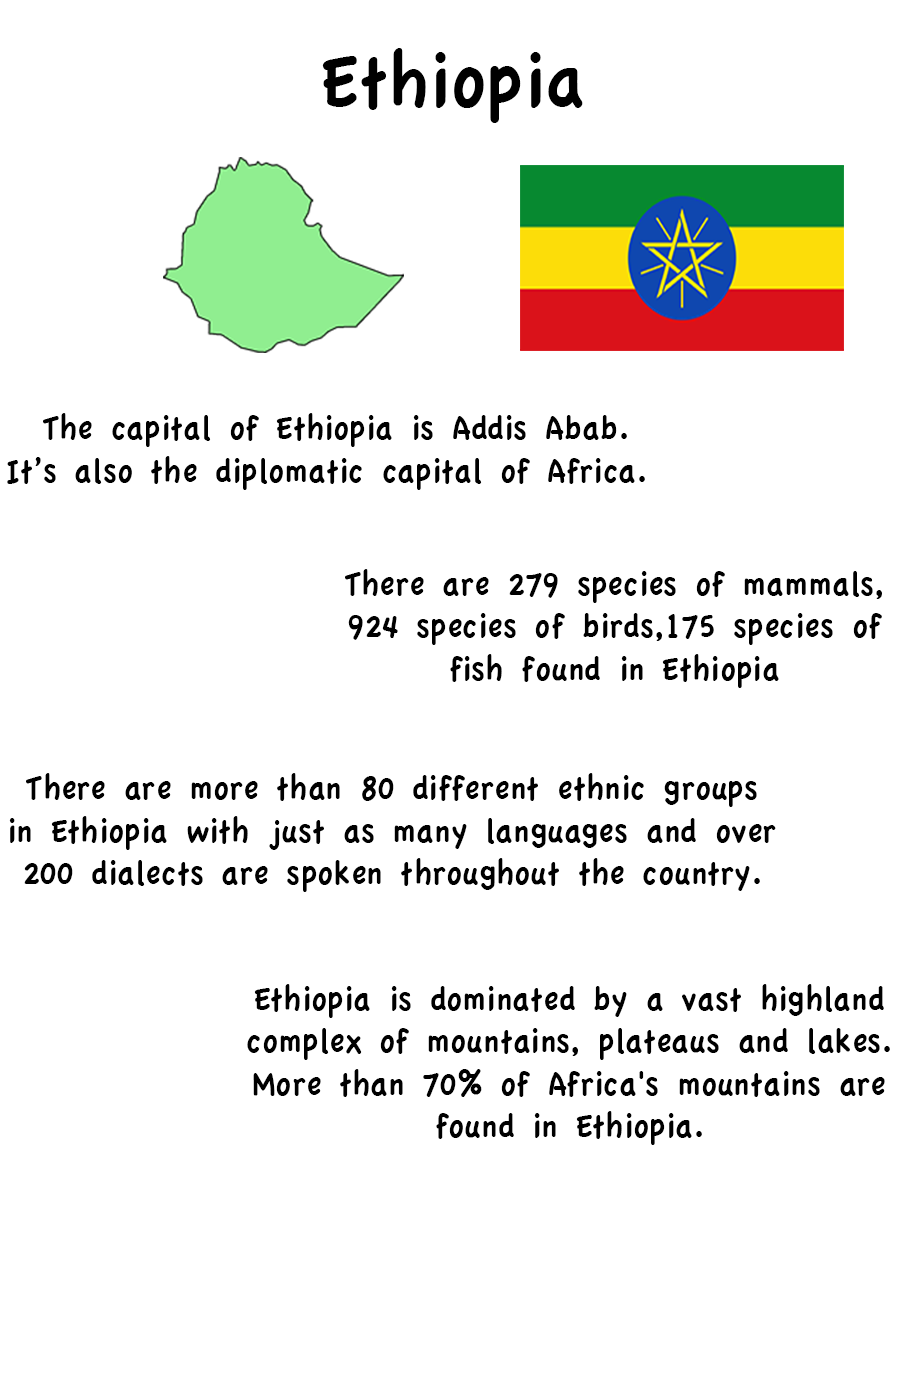 Ethiopia
The capital of Ethiopia is Addis Abab.
It’s also the diplomatic capital of Africa.
There are 279 species of mammals,
924 species of birds,175 species of
fish found in Ethiopia
There are more than 80 different ethnic groups
in Ethiopia with just as many languages and over
200 dialects are spoken throughout the country.
Ethiopia is dominated by a vast highland
complex of mountains, plateaus and lakes.
More than 70% of Africa's mountains are
found in Ethiopia.